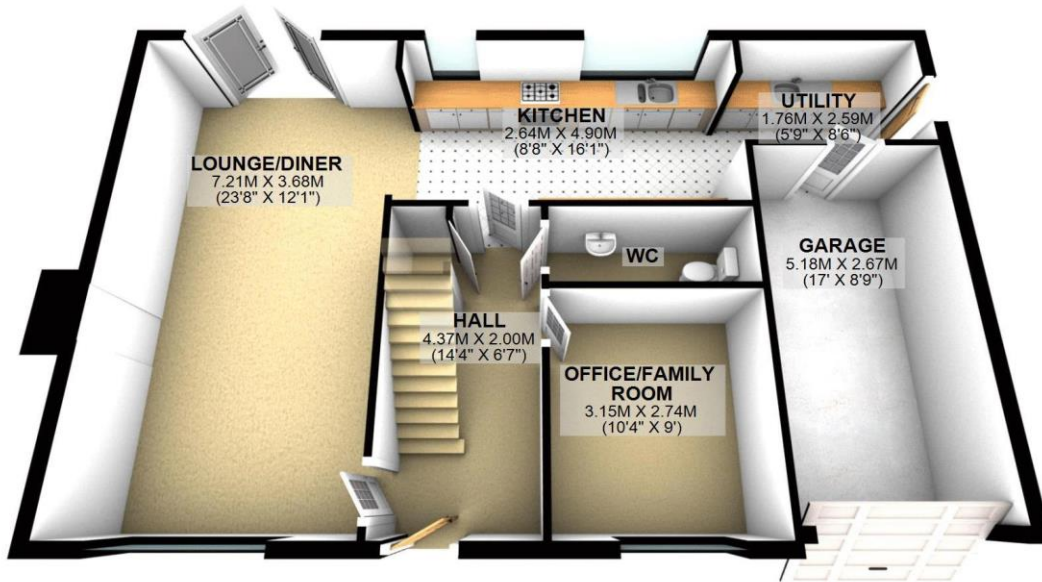 KITCHEN
2.64M X 4.90M
(8'8" X 16'1")
UTILITY
1.76M X 2.59M
(5'9" X 8'6")
LOUNGE/DINER
7.21M X 3.68M
(23'8" X 12'1")
WC
GARAGE
5.18M X 2.67M
(17' X 8'9")
HALL
4.37M X 2.00M
(14'4" X 6'7")
OFFICE/FAMILY
ROOM
3.15M X 2.74M
(10'4" X 9')